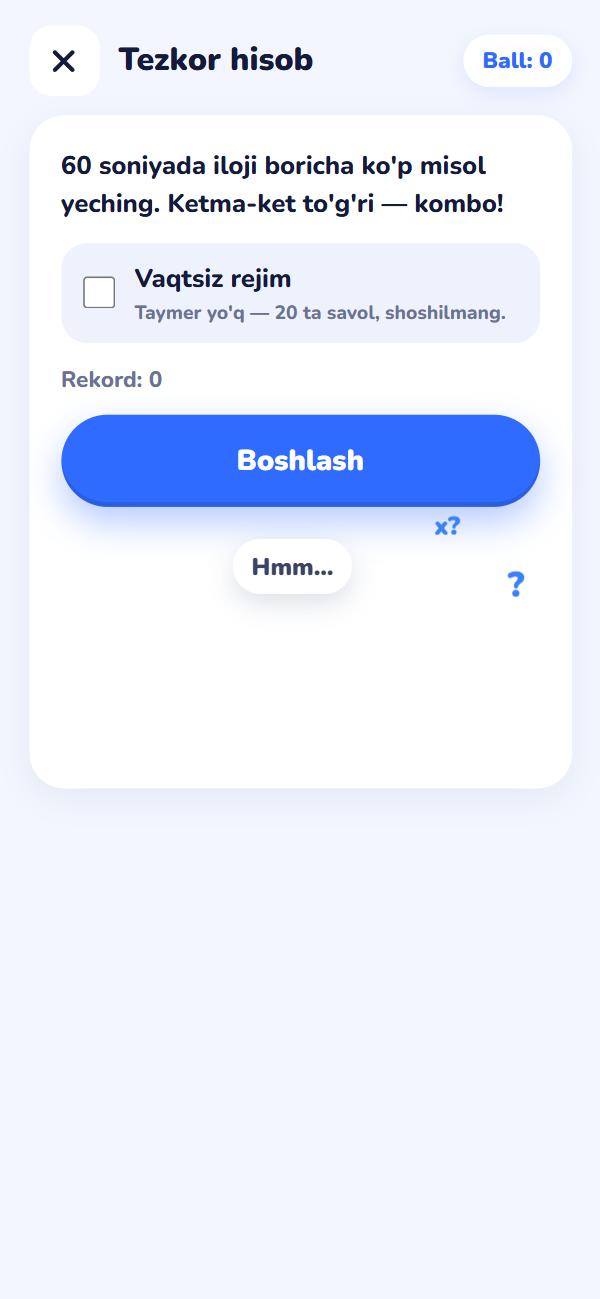 Tezkor hisob
Ball: 0
60 soniyada iloji boricha ko'p misol
yeching. Ketma-ket to'g'ri — kombo!
Vaqtsiz rejim
Taymer yo'q — 20 ta savol, shoshilmang.
Rekord: 0
Boshlash
x?
Hmm...
?